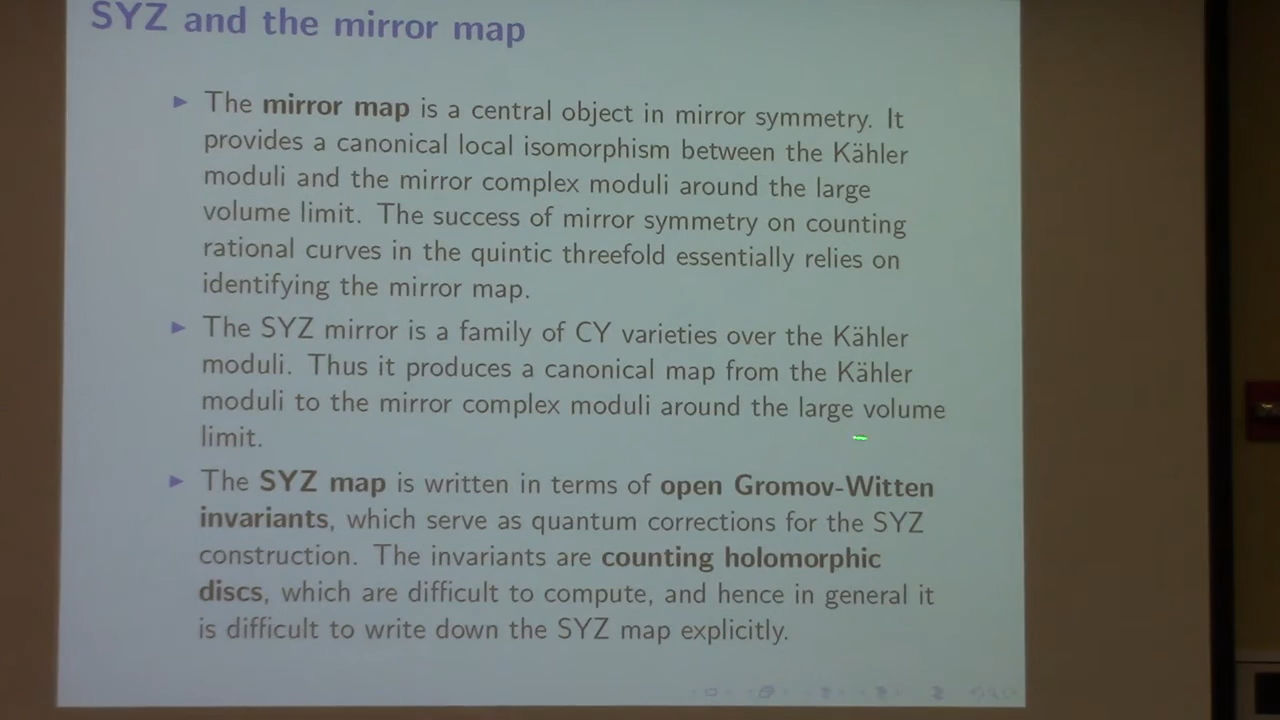 SYZ and the mirror map
The mirror map is a central object in mirror symmetry. It
provides a canonical local isomorphism between the Kähler
moduli and the mirror complex moduli around the large
volume limit. The success of mirror symmetry on counting
rational curves in the quintic threefold essentially relies on
identifying the mirror map.
The SYZ mirror is a family of CY varieties over the Kähler
moduli. Thus it produces a canonical map from the Kähler
moduli to the mirror complex moduli around the large volume
limit.
The SYZ map is written in terms of open Gromov-Witten
invariants, which serve as quantum corrections for the SYZ
construction. The invariants are counting holomorphic
discs, which are difficult to compute, and hence in general it
is difficult to write down the SYZ map explicitly.